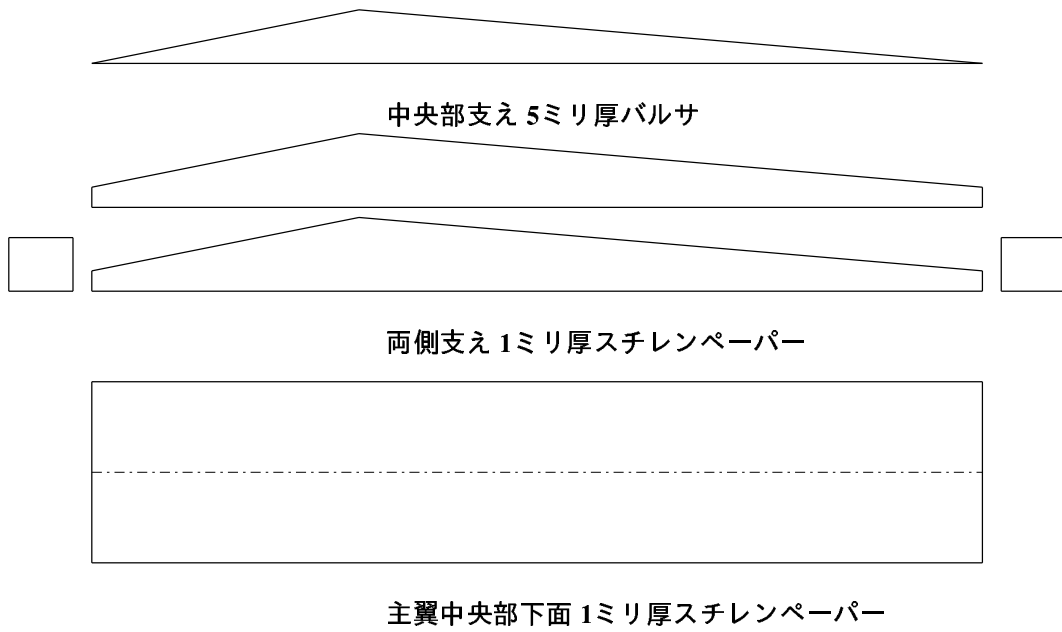 中央部支え 5ミリ厚バルサ
両側支え 1ミリ厚スチレンペーパー
主翼中央部下面 1ミリ厚スチレンペーパー